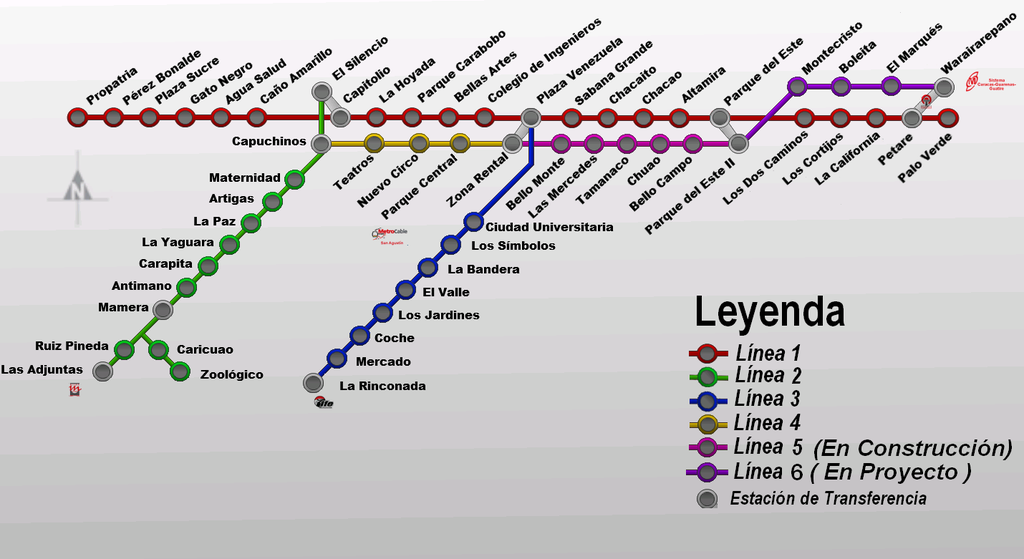 Propatria
Pérez Bonalde
Plaza Sucre
Gato Negro
Agua Salud
Caño Amarillo
El Silencio
Capitolio
La Hoyada
Parque Carabobo
Bellas Artes
Colegio de Ingenieros
Plaza Venezuela
Sabana Grande
Chacaito
Chacao
Altamira
Parque del Este
Montecristo
Boleita
El Marqués
Warairarepano
Sistema
Caracas-Guarenas-
Guatire
Capuchinos
Teatros
Nuevo Circo
Parque Central
Zona Rental
Bello Monte
Las Mercedes
Tamanaco
Chuao
Bello Campo
Parque del Este II
Los Dos Caminos
Los Cortijos
La California
Petare
Palo Verde
MetroCable
San Agustín
Maternidad
Artigas
La Paz
La Yaguara
Carapita
Antimano
Mamera
Ruiz Pineda
Caricuao
Las Adjuntas
Zoológico
Ciudad Universitaria
Los Símbolos
La Bandera
El Valle
Los Jardines
Coche
Mercado
La Rinconada
ife
N
Leyenda
Línea 1
Línea 2
Línea 3
Línea 4
Línea 5 (En Construcción)
Línea 6 ( En Proyecto )
Estación de Transferencia